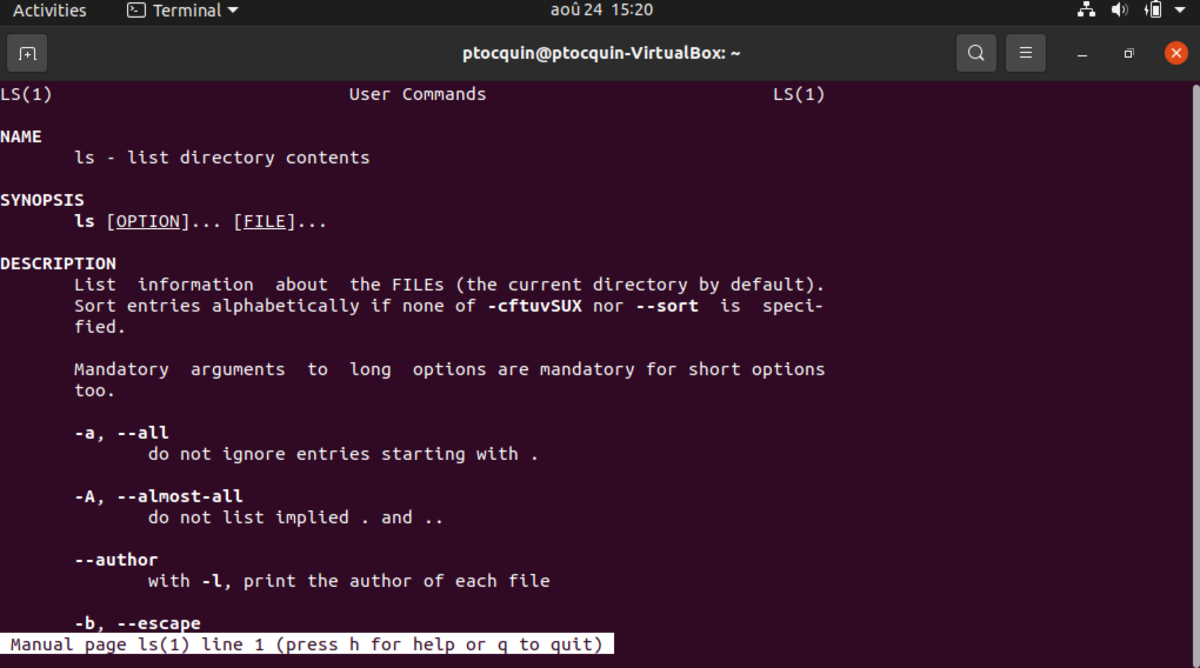 Activities Terminal aoû 24 15:20
ptocquin@ptocquin-VirtualBox: ~
LS(1) User Commands LS(1)
NAME
ls - list directory contents
SYNOPSIS
ls [OPTION]... [FILE]...
DESCRIPTION
List information about the FILEs (the current directory by default).
Sort entries alphabetically if none of -cftuvSUX nor --sort is speci-
fied.
Mandatory arguments to long options are mandatory for short options
too.
-a, --all
do not ignore entries starting with .
-A, --almost-all
do not list implied . and ..
--author
with -l, print the author of each file
-b, --escape
Manual page ls(1) line 1 (press h for help or q to quit)